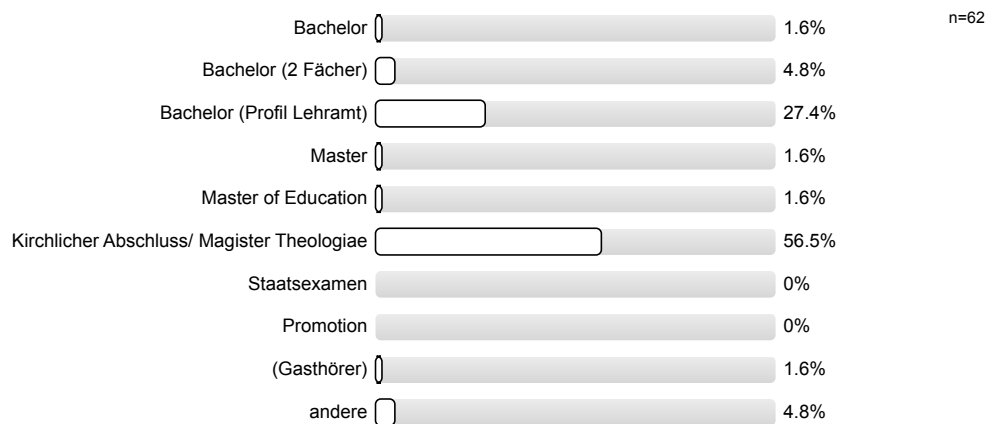 n=62
Bachelor 1.6%
Bachelor (2 Fächer) 4.8%
Bachelor (Profil Lehramt) 27.4%
Master 1.6%
Master of Education 1.6%
Kirchlicher Abschluss/ Magister Theologiae 56.5%
Staatsexamen 0%
Promotion 0%
(Gasthörer) 1.6%
andere 4.8%